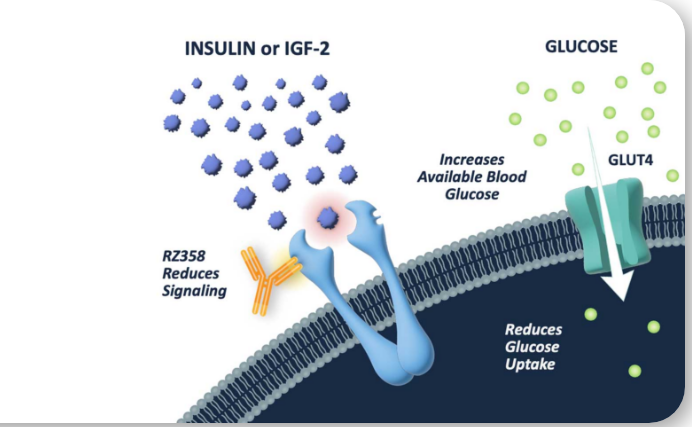 INSULIN or IGF-2
GLUCOSE
Increases
Available Blood
Glucose
GLUT4
RZ358
Reduces
Signaling
Reduces
Glucose
Uptake